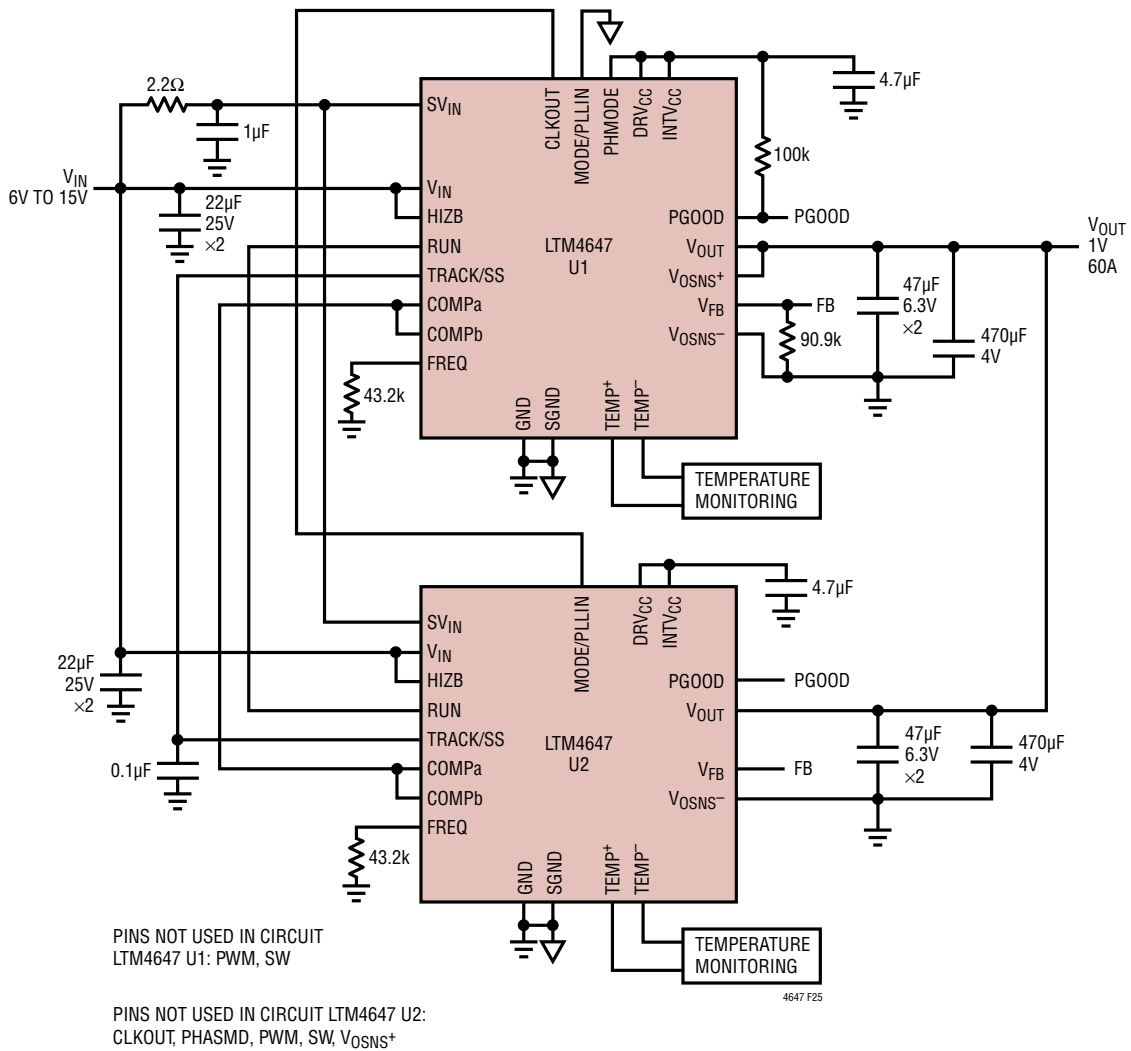 2.2Ω
1µF
VIN
6V TO 15V
22µF
25V
×2
SVIN
VIN
HIZB
RUN
TRACK/SS
COMPa
COMPb
FREQ
43.2k
CLKOUT
MODE/PLLIN
PHMODE
DRVCC
INTVCC
4.7µF
100k
LTM4647
U1
PGOOD
PGOOD
VOUT
VOSNS+
VFB
FB
VOSNS–
90.9k
47µF
6.3V
×2
470µF
4V
VOUT
1V
60A
GND
SGND
TEMP+
TEMP–
TEMPERATURE
MONITORING
22µF
25V
×2
0.1µF
SVIN
VIN
HIZB
RUN
TRACK/SS
COMPa
COMPb
FREQ
43.2k
MODE/PLLIN
DRVCC
INTVCC
4.7µF
LTM4647
U2
PGOOD
PGOOD
VOUT
VFB
FB
VOSNS–
47µF
6.3V
×2
470µF
4V
GND
SGND
TEMP+
TEMP–
TEMPERATURE
MONITORING
4647 F25
PINS NOT USED IN CIRCUIT
LTM4647 U1: PWM, SW
PINS NOT USED IN CIRCUIT LTM4647 U2:
CLKOUT, PHASMD, PWM, SW, VOSNS+